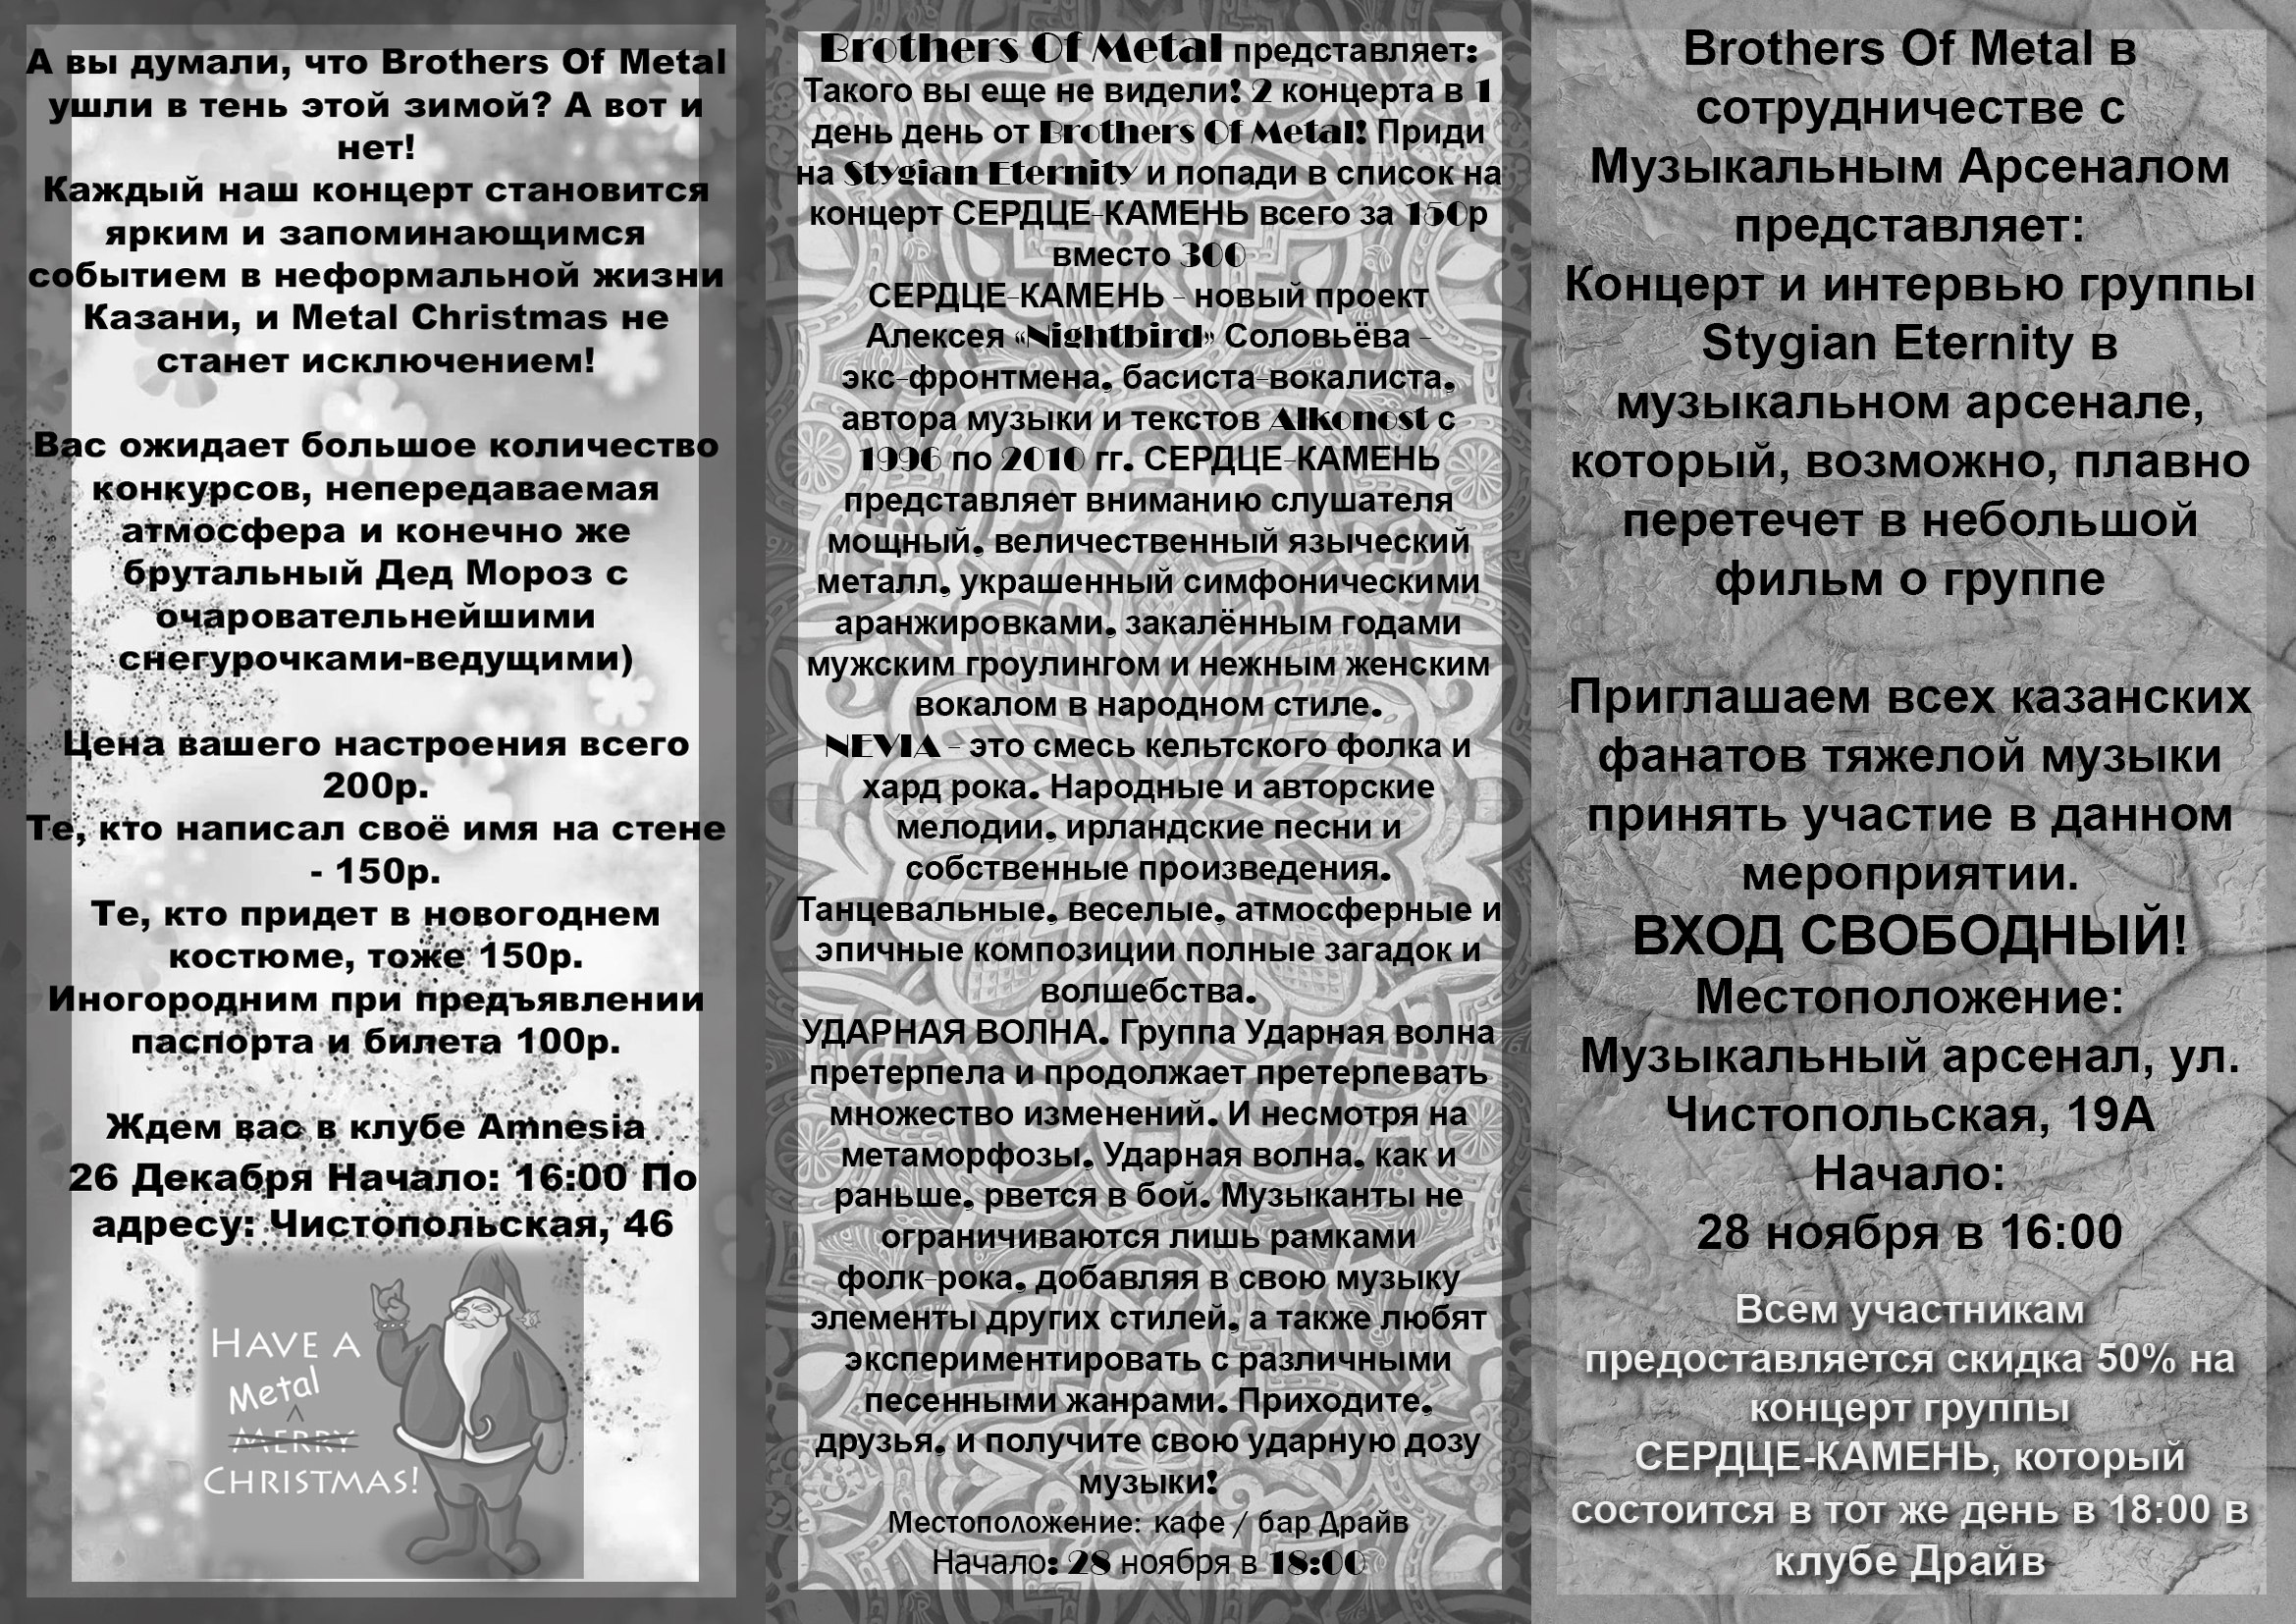 А вы думали, что Brothers Of Metal
ушли в тень этой зимой? А вот и
нет!
Каждый наш концерт становится
ярким и запоминающимся
событием в неформальной жизни
Казани, и Metal Christmas не
станет исключением!
Вас ожидает большое количество
конкурсов, непередаваемая
атмосфера и конечно же
брутальный Дед Мороз с
очаровательнейшими
снегурочками-ведущими)
Цена вашего настроения всего
200р.
Те, кто написал своё имя на стене
- 150р.
Те, кто придет в новогоднем
костюме, тоже 150р.
Иногородним при предъявлении
паспорта и билета 100р.
Ждем вас в клубе Amnesia
26 Декабря Начало: 16:00 По
адресу: Чистопольская, 46
HAVE A
Metal
^
MERRY
CHRISTMAS!
Brothers Of Metal представляет:
Такого вы еще не видели! 2 концерта в 1
день день от Brothers Of Metal! Приди
на Stygian Eternity и попади в список на
концерт СЕРДЦЕ-КАМЕНЬ всего за 150р
вместо 300
СЕРДЦЕ-КАМЕНЬ - новый проект
Алексея «Nightbird» Соловьёва -
экс-фронтмена, басиста-вокалиста,
автора музыки и текстов Alkonost с
1996 по 2010 гг. СЕРДЦЕ-КАМЕНЬ
представляет вниманию слушателя
мощный, величественный языческий
металл, украшенный симфоническими
аранжировками, закалённым годами
мужским гроулингом и нежным женским
вокалом в народном стиле.
NEVIA - это смесь кельтского фолка и
хард рока. Народные и авторские
мелодии, ирландские песни и
собственные произведения.
Танцевальные, веселые, атмосферные и
эпичные композиции полные загадок и
волшебства.
УДАРНАЯ ВОЛНА. Группа Ударная волна
претерпела и продолжает претерпевать
множество изменений. И несмотря на
метаморфозы, Ударная волна, как и
раньше, рвется в бой. Музыканты не
ограничиваются лишь рамками
фолк-рока, добавляя в свою музыку
элементы других стилей, а также любят
экспериментировать с различными
песенными жанрами. Приходите,
друзья, и получите свою ударную дозу
музыки!
Местоположение: кафе / бар Драйв
Начало: 28 ноября в 18:00
Brothers Of Metal в
сотрудничестве с
Музыкальным Арсеналом
представляет:
Концерт и интервью группы
Stygian Eternity в
музыкальном арсенале,
который, возможно, плавно
перетечет в небольшой
фильм о группе
Приглашаем всех казанских
фанатов тяжелой музыки
принять участие в данном
мероприятии.
ВХОД СВОБОДНЫЙ!
Местоположение:
Музыкальный арсенал, ул.
Чистопольская, 19А
Начало:
28 ноября в 16:00
Всем участникам
предоставляется скидка 50% на
концерт группы
СЕРДЦЕ-КАМЕНЬ, который
состоится в тот же день в 18:00 в
клубе Драйв